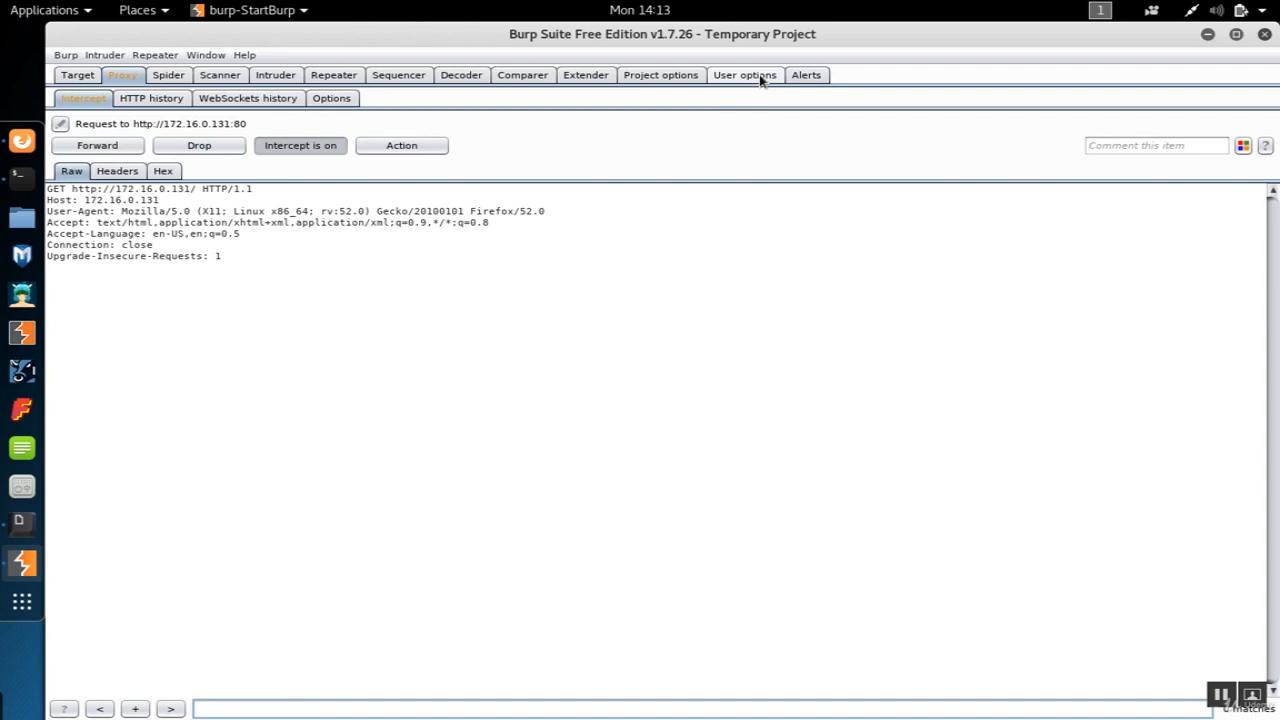 Applications Places burp-StartBurp Mon 14:13 1
Burp Suite Free Edition v1.7.26 - Temporary Project
Burp Intruder Repeater Window Help
Target Proxy Spider Scanner Intruder Repeater Sequencer Decoder Comparer Extender Project options User options Alerts
Intercept HTTP history WebSockets history Options
Request to http://172.16.0.131:80
Forward Drop Intercept is on Action Comment this item ?
Raw Headers Hex
GET http://172.16.0.131/ HTTP/1.1
Host: 172.16.0.131
User-Agent: Mozilla/5.0 (X11; Linux x86_64; rv:52.0) Gecko/20100101 Firefox/52.0
Accept: text/html,application/xhtml+xml,application/xml;q=0.9,*/*;q=0.8
Accept-Language: en-US,en;q=0.5
Connection: close
Upgrade-Insecure-Requests: 1
? < + > matches